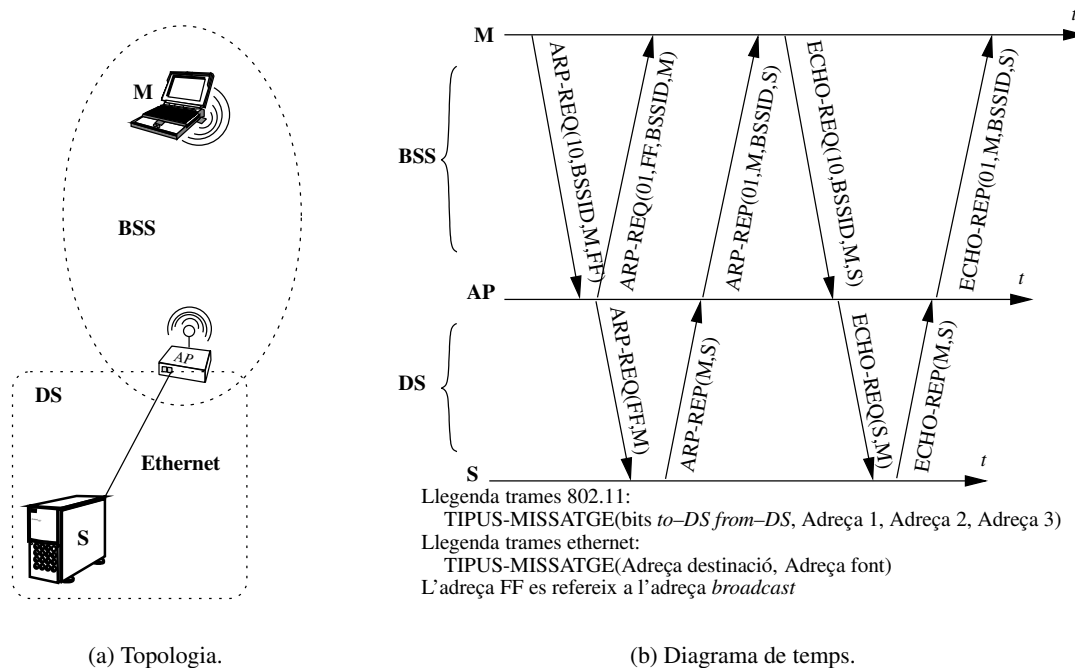 M
BSS
AP
DS
Ethernet
S
(a) Topologia.
t
M
BSS
ARP-REQ(10,BSSID,M,FF)
ARP-REQ(01,FF,BSSID,M)
ARP-REP(01,M,BSSID,S)
ECHO-REQ(10,BSSID,M,S)
ECHO-REP(01,M,BSSID,S)
AP
t
DS
ARP-REQ(FF,M)
ARP-REP(M,S)
ECHO-REQ(S,M)
ECHO-REP(M,S)
S
t
Llegenda trames 802.11:
TIPUS-MISSATGE(bits to–DS from–DS, Adreça 1, Adreça 2, Adreça 3)
Llegenda trames ethernet:
TIPUS-MISSATGE(Adreça destinació, Adreça font)
L'adreça FF es refereix a l'adreça broadcast
(b) Diagrama de temps.